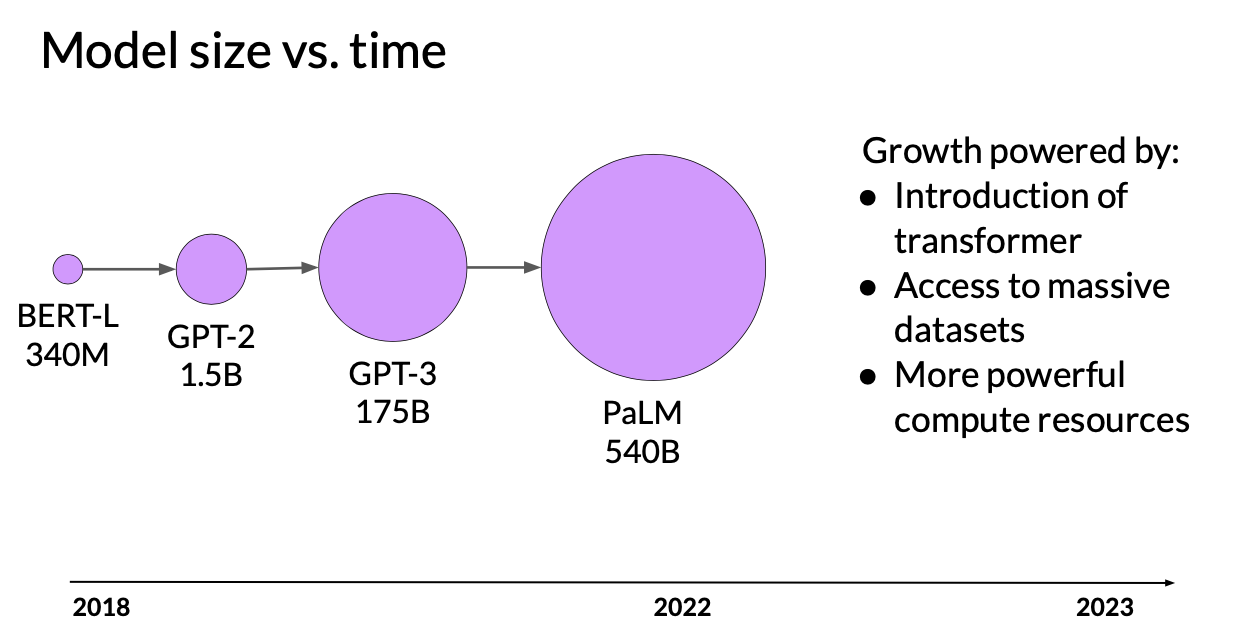 Model size vs. time
BERT-L
340M
GPT-2
1.5B
GPT-3
175B
PaLM
540B
Growth powered by:
● Introduction of
transformer
● Access to massive
datasets
● More powerful
compute resources
2018
2022
2023